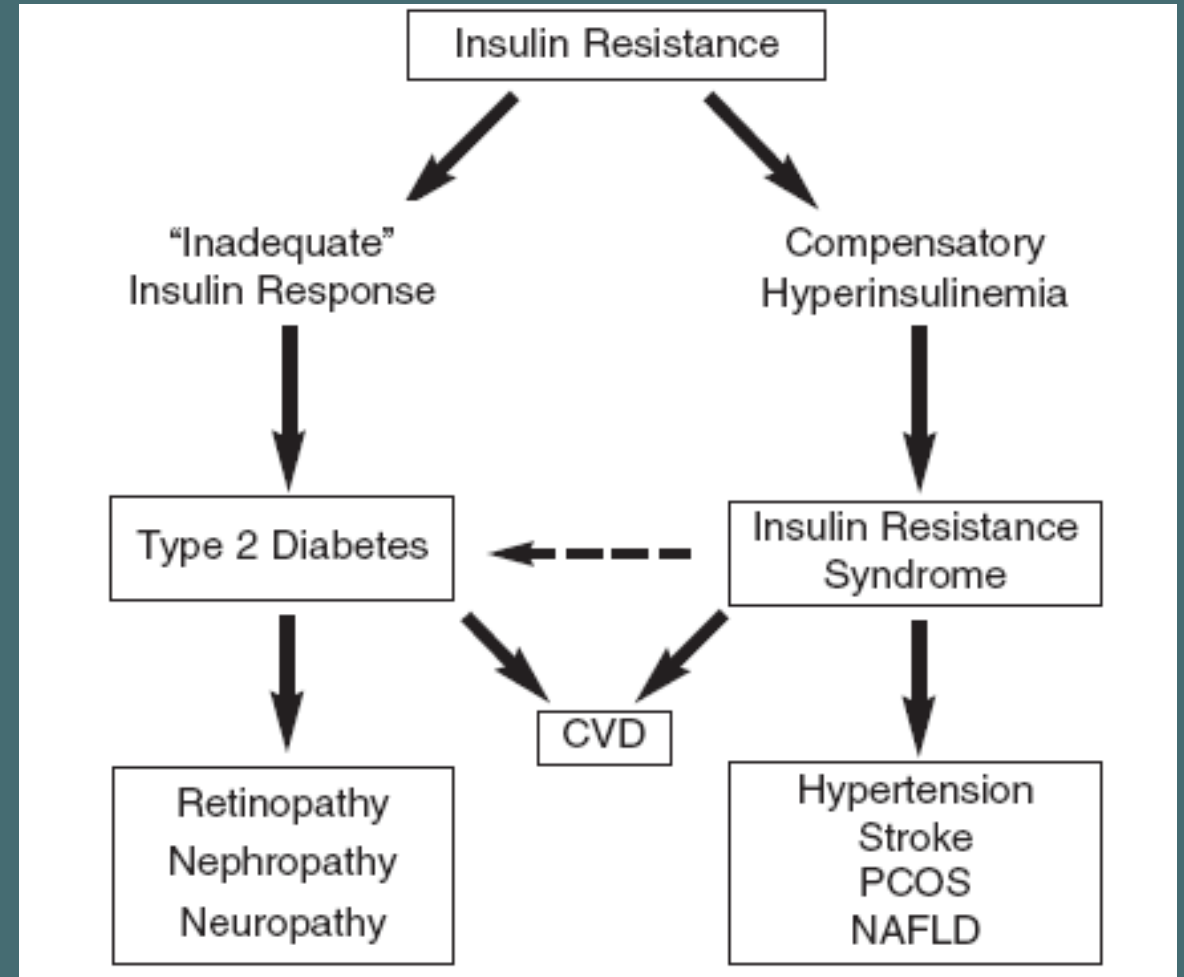 Insulin Resistance
“Inadequate”
Insulin Response
Compensatory
Hyperinsulinemia
Type 2 Diabetes
Insulin Resistance
Syndrome
CVD
Retinopathy
Nephropathy
Neuropathy
Hypertension
Stroke
PCOS
NAFLD